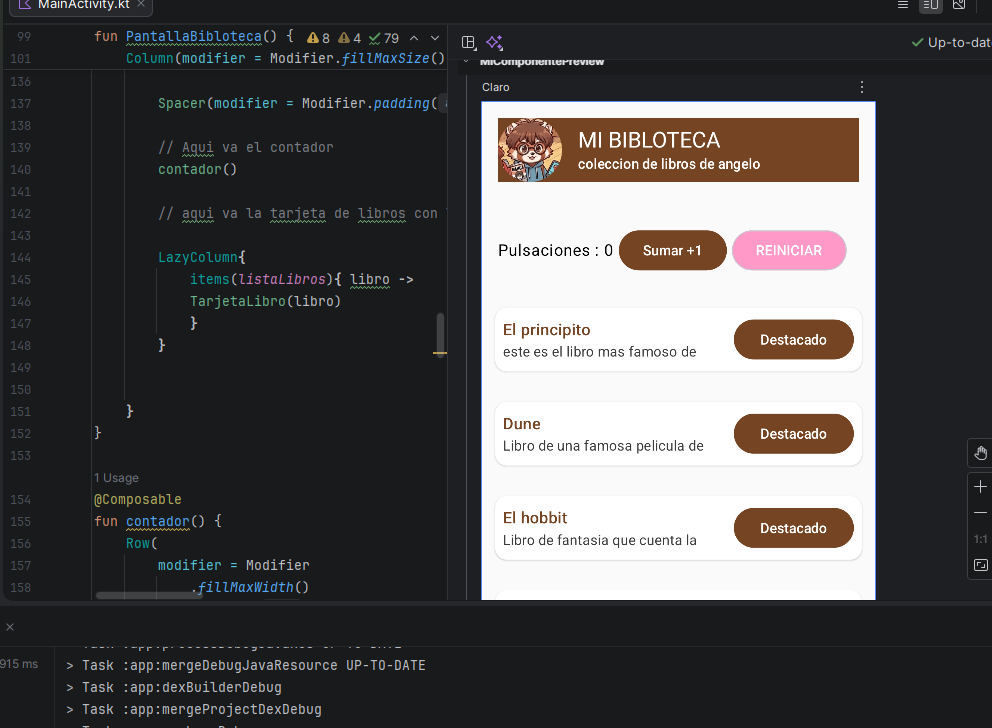 MainActivity.kt
99 fun PantallaBibloteca() { 8 4 79
101 Column(modifier = Modifier.fillMaxSize()
136
137 Spacer(modifier = Modifier.padding(
138
139 // Aqui va el contador
140 contador()
141
142 // aqui va la tarjeta de libros con
143
144 LazyColumn{
145 items(listaLibros){ libro ->
146 TarjetaLibro(libro)
147 }
148 }
149
150
151 }
152 }
153
1 Usage
154 @Composable
155 fun contador() {
156 Row(
157 modifier = Modifier
158 .fillMaxWidth()
Up-to-dat
MiComponentePreview
Claro
MI BIBLOTECA
coleccion de libros de angelo
Pulsaciones : 0 Sumar +1 REINICIAR
El principito
este es el libro mas famoso de
Destacado
Dune
Libro de una famosa pelicula de
Destacado
El hobbit
Libro de fantasia que cuenta la
Destacado
1:1
915 ms
> Task :app:mergeDebugJavaResource UP-TO-DATE
> Task :app:dexBuilderDebug
> Task :app:mergeProjectDexDebug